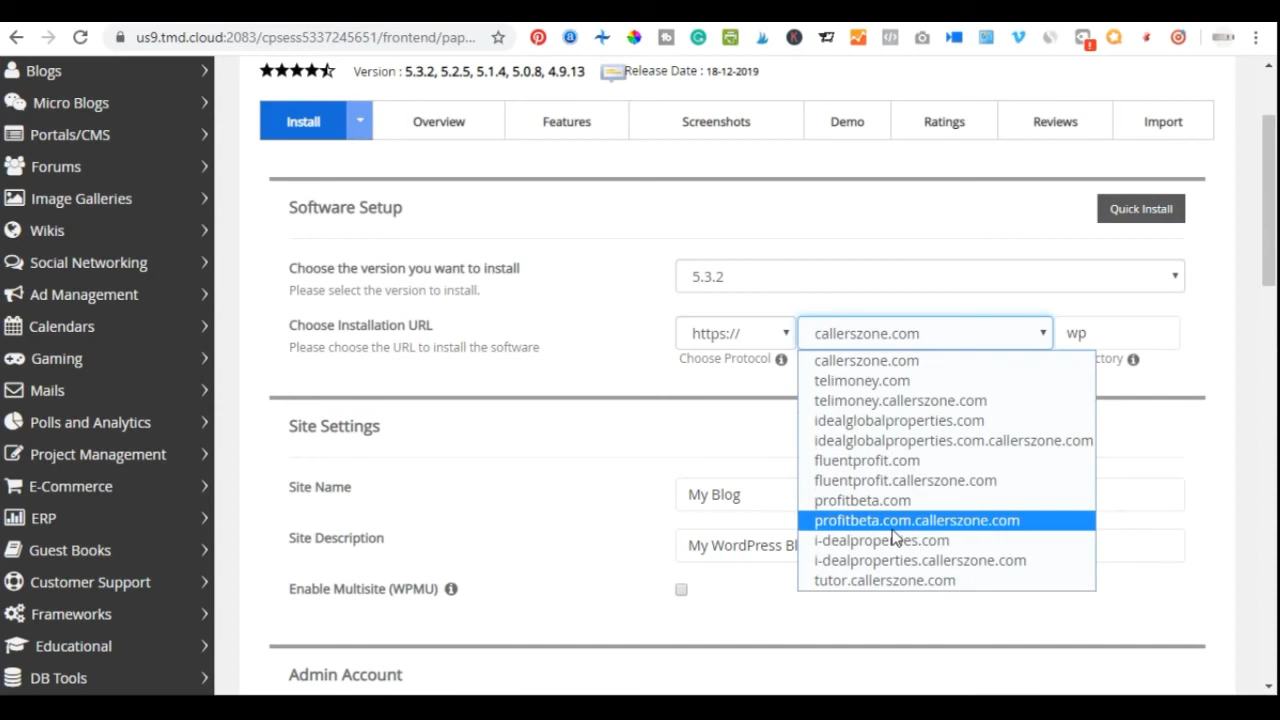 us9.tmd.cloud:2083/cpsess5337245651/frontend/pap...
Blogs
Micro Blogs
Portals/CMS
Forums
Image Galleries
Wikis
Social Networking
Ad Management
Calendars
Gaming
Mails
Polls and Analytics
Project Management
E-Commerce
ERP
Guest Books
Customer Support
Frameworks
Educational
DB Tools
Version : 5.3.2, 5.2.5, 5.1.4, 5.0.8, 4.9.13
Release Date : 18-12-2019
Install
Overview
Features
Screenshots
Demo
Ratings
Reviews
Import
Software Setup
Quick Install
Choose the version you want to install
Please select the version to install.
5.3.2
Choose Installation URL
Please choose the URL to install the software
https://
callerszone.com
wp
Choose Protocol
ctory
callerszone.com
telimoney.com
telimoney.callerszone.com
idealglobalproperties.com
idealglobalproperties.com.callerszone.com
fluentprofit.com
fluentprofit.callerszone.com
profitbeta.com
profitbeta.com.callerszone.com
i-dealproperties.com
i-dealproperties.callerszone.com
tutor.callerszone.com
Site Settings
Site Name
My Blog
Site Description
My WordPress Bl
Enable Multisite (WPMU)
Admin Account